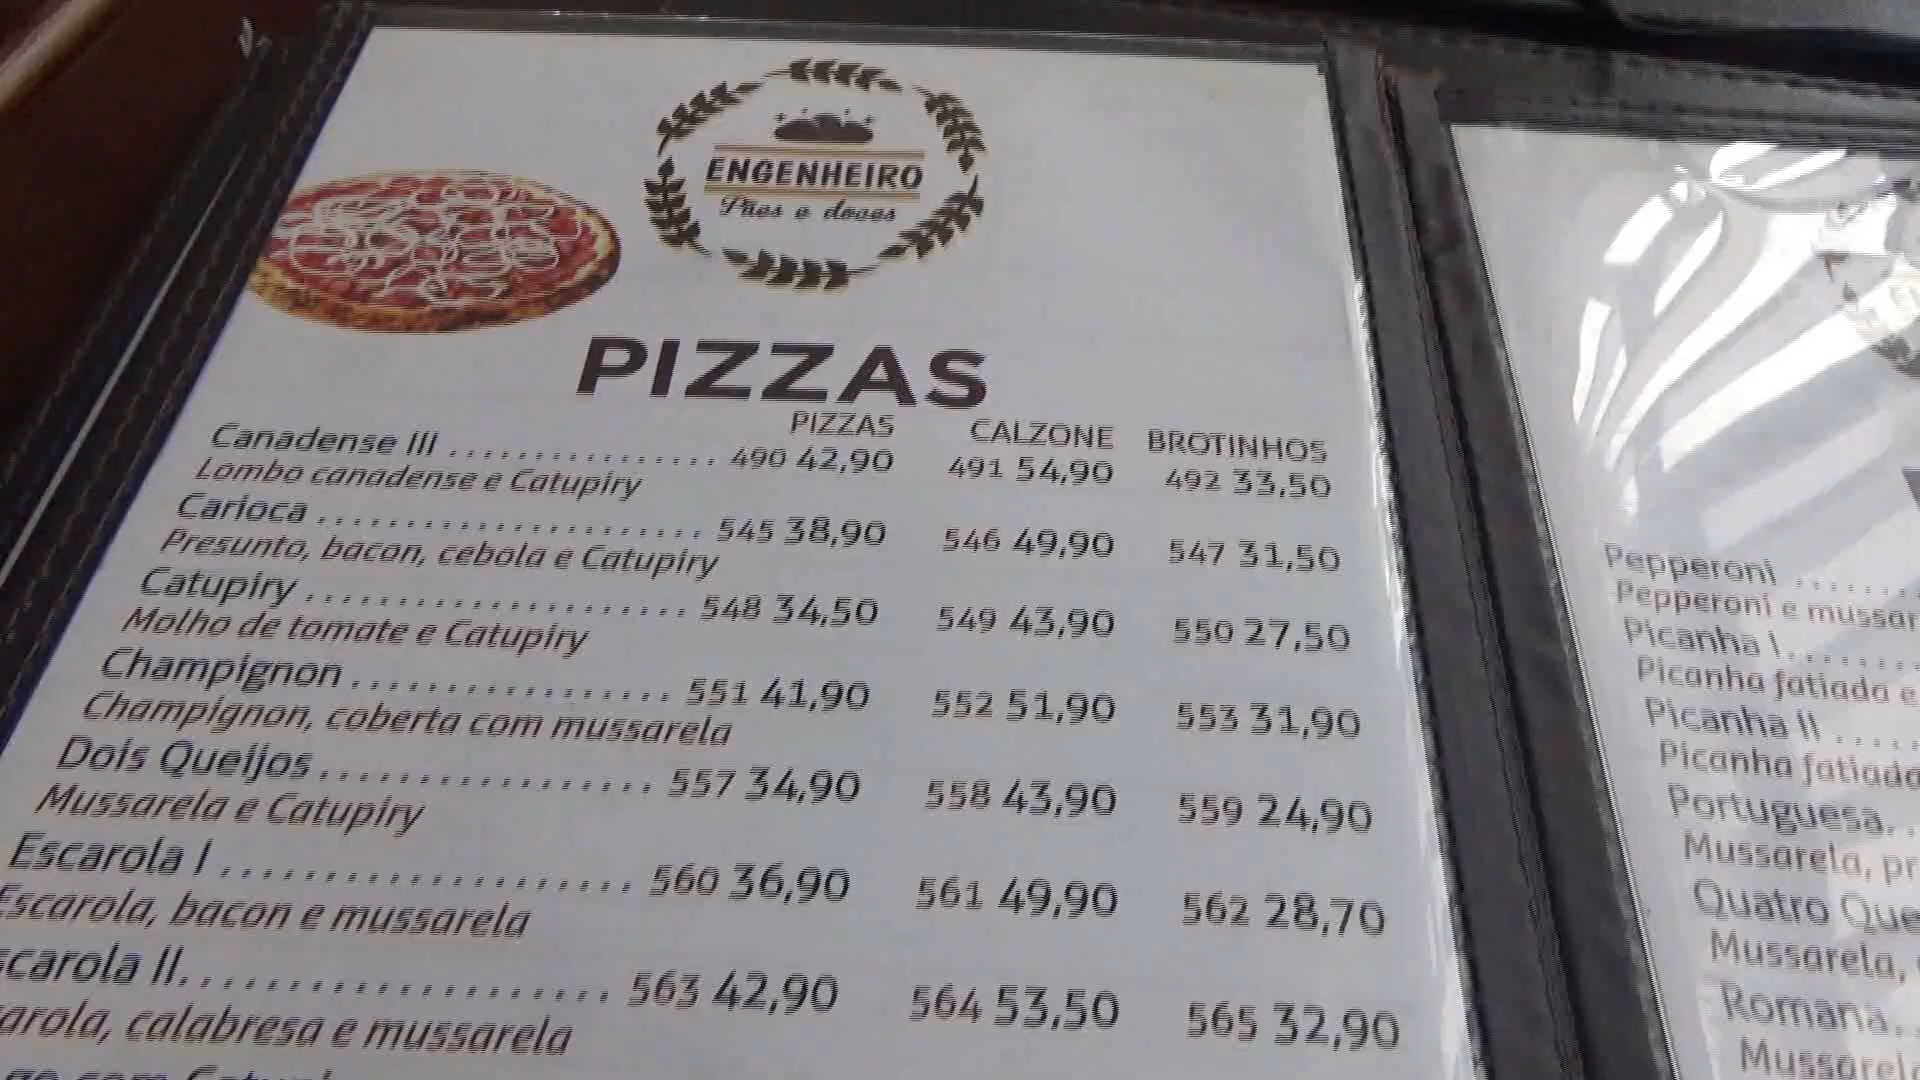 ENGENHEIRO
Pães e doces
PIZZAS
PIZZAS CALZONE BROTINHOS
Canadense III ................ 490 42,90 491 54,90 492 33,50
Lombo canadense e Catupiry
Carioca ....................... 545 38,90 546 49,90 547 31,50
Presunto, bacon, cebola e Catupiry
Catupiry ....................... 548 34,50 549 43,90 550 27,50
Molho de tomate e Catupiry
Champignon ................... 551 41,90 552 51,90 553 31,90
Champignon, coberta com mussarela
Dois Queijos ................... 557 34,90 558 43,90 559 24,90
Mussarela e Catupiry
Escarola I ....................... 560 36,90 561 49,90 562 28,70
Escarola, bacon e mussarela
scarola II....................... 563 42,90 564 53,50 565 32,90
arola, calabresa e mussarela
Pepperoni .......
Pepperoni e mussar
Picanha I........
Picanha fatiada e
Picanha II .....
Picanha fatiada
Portuguesa..
Mussarela, pr
Quatro Que
Mussarela,
Romana..
Mussarela